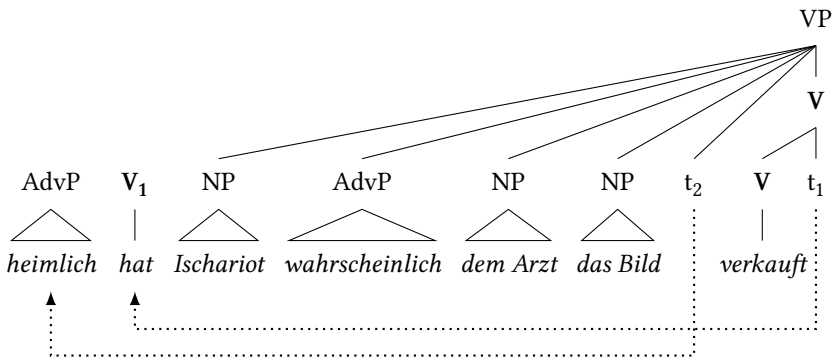 VP
V
AdvP V₁ NP AdvP NP NP t₂ V t₁
heimlich hat Ischariot wahrscheinlich dem Arzt das Bild verkauft